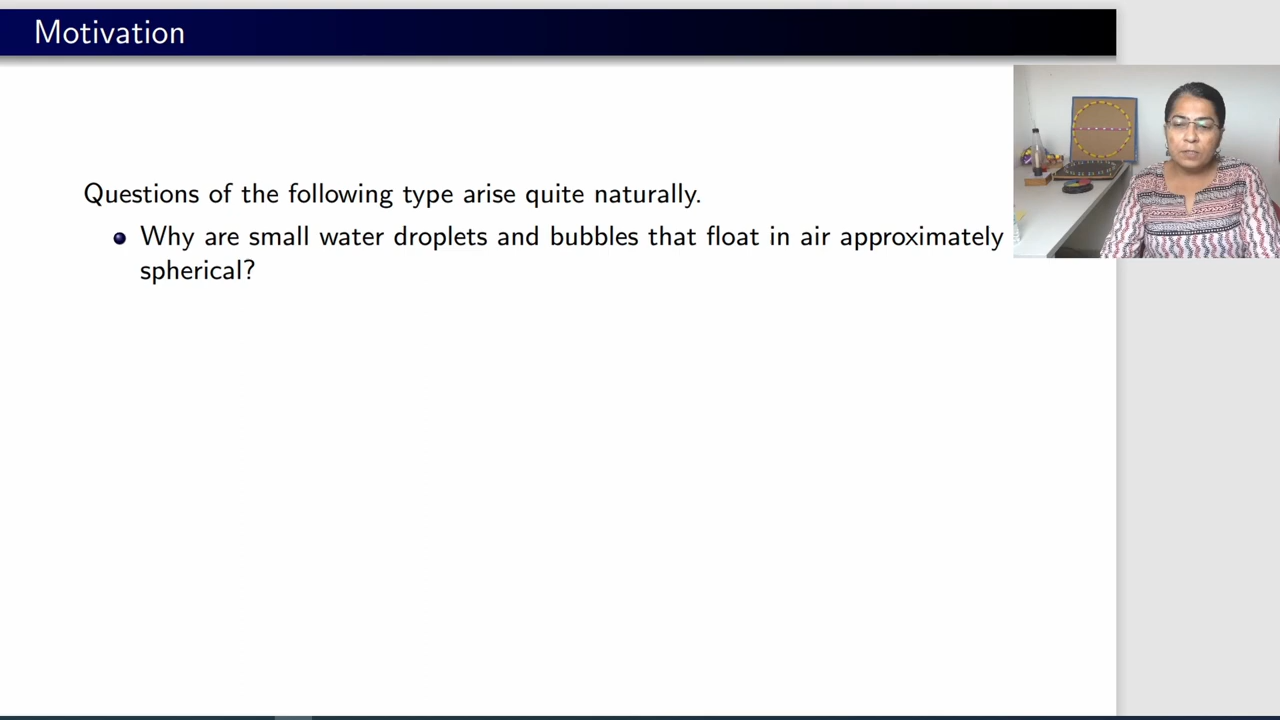 Motivation
Questions of the following type arise quite naturally.
Why are small water droplets and bubbles that float in air approximately
spherical?